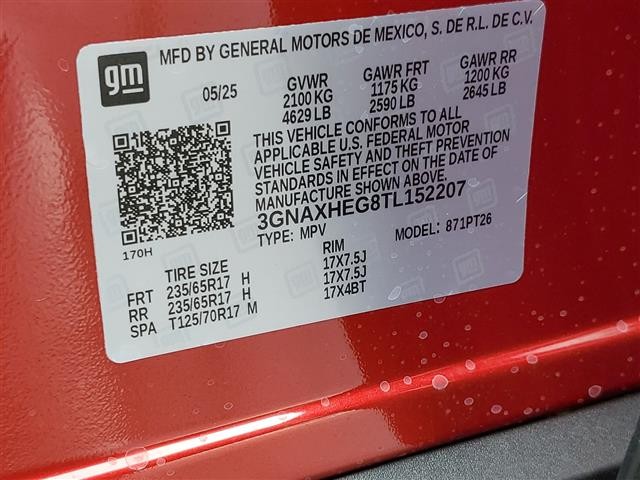 gm
MFD BY GENERAL MOTORS DE MEXICO, S. DE R.L. DE C.V.
05/25 GVWR GAWR FRT GAWR RR
2100 KG 1175 KG 1200 KG
4629 LB 2590 LB 2645 LB
THIS VEHICLE CONFORMS TO ALL
APPLICABLE U.S. FEDERAL MOTOR
VEHICLE SAFETY AND THEFT PREVENTION
STANDARDS IN EFFECT ON THE DATE OF
MANUFACTURE SHOWN ABOVE.
3GNAXHEG8TL152207
TYPE: MPV MODEL: 871PT26
170H
TIRE SIZE RIM
FRT 235/65R17 H 17X7.5J
RR 235/65R17 H 17X7.5J
SPA T125/70R17 M 17X4BT